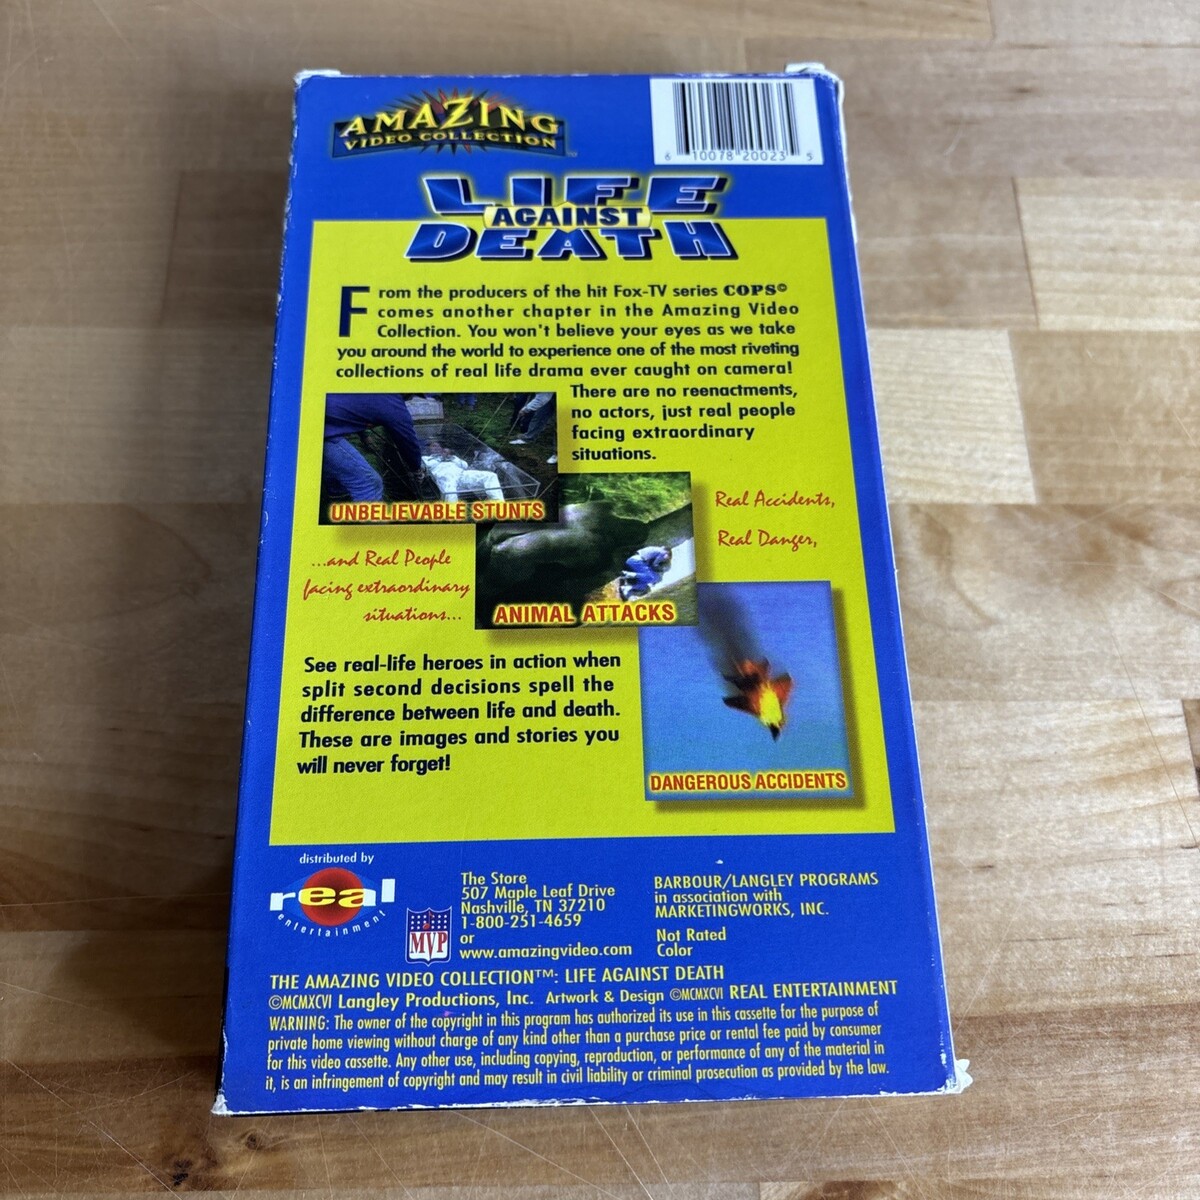 AMAZING
VIDEO COLLECTION™
6 10078 20023 5
LIFE
AGAINST
DEATH
From the producers of the hit Fox-TV series COPS©
comes another chapter in the Amazing Video
Collection. You won't believe your eyes as we take
you around the world to experience one of the most riveting
collections of real life drama ever caught on camera!
There are no reenactments,
no actors, just real people
facing extraordinary
situations.
UNBELIEVABLE STUNTS
Real Accidents,
Real Danger,
...and Real People
facing extraordinary
situations...
ANIMAL ATTACKS
See real-life heroes in action when
split second decisions spell the
difference between life and death.
These are images and stories you
will never forget!
DANGEROUS ACCIDENTS
distributed by
real
entertainment
MVP
The Store
507 Maple Leaf Drive
Nashville, TN 37210
1-800-251-4659
or
www.amazingvideo.com
BARBOUR/LANGLEY PROGRAMS
in association with
MARKETINGWORKS, INC.
Not Rated
Color
THE AMAZING VIDEO COLLECTION™: LIFE AGAINST DEATH
©MCMXCVI Langley Productions, Inc. Artwork & Design ©MCMXCVI REAL ENTERTAINMENT
WARNING: The owner of the copyright in this program has authorized its use in this cassette for the purpose of
private home viewing without charge of any kind other than a purchase price or rental fee paid by consumer
for this video cassette. Any other use, including copying, reproduction, or performance of any of the material in
it, is an infringement of copyright and may result in civil liability or criminal prosecution as provided by the law.